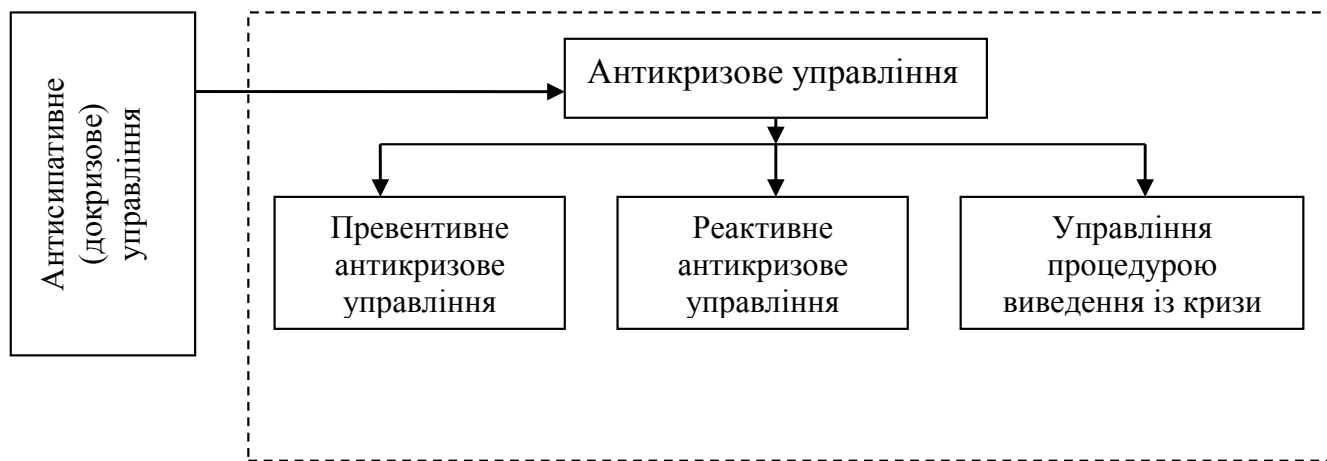 Антисипативне
(докризове)
управління
Антикризове управління
Превентивне
антикризове
управління
Реактивне
антикризове
управління
Управління
процедурою
виведення із кризи